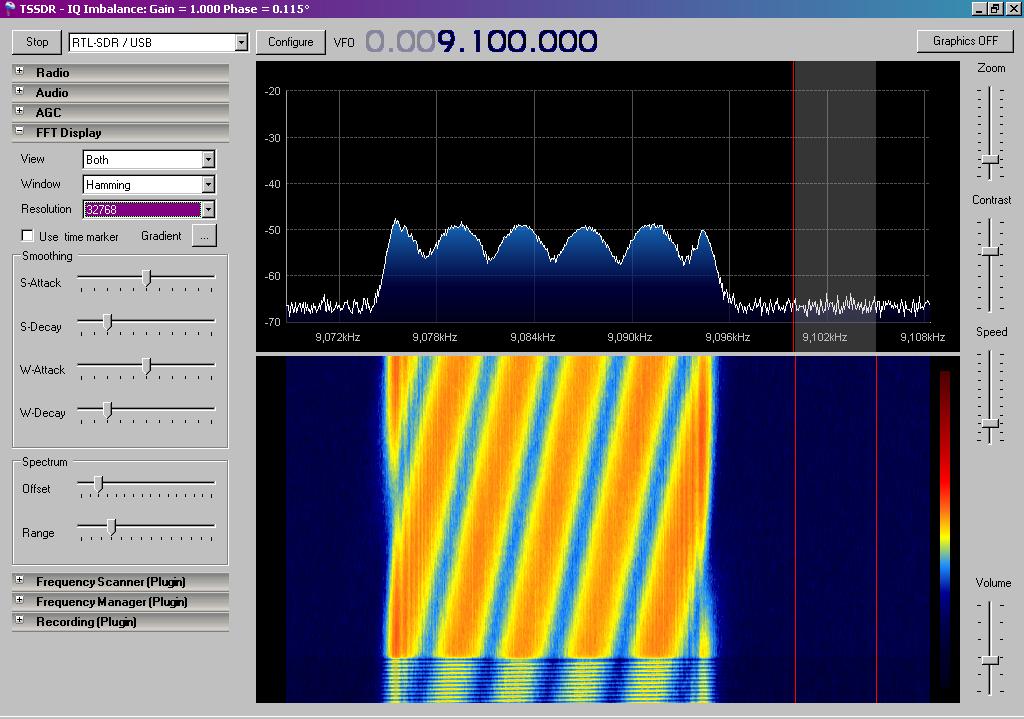 TSSDR - IQ Imbalance: Gain = 1.000 Phase = 0.115°
Stop
RTL-SDR / USB
Configure
VFO
0.009.100.000
Graphics OFF
Radio
Audio
AGC
FFT Display
View
Both
Window
Hamming
Resolution
32768
Use time marker
Gradient
...
Smoothing
S-Attack
S-Decay
W-Attack
W-Decay
Spectrum
Offset
Range
Frequency Scanner (Plugin)
Frequency Manager (Plugin)
Recording (Plugin)
-20
-30
-40
-50
-60
-70
9,072kHz
9,078kHz
9,084kHz
9,090kHz
9,096kHz
9,102kHz
9,108kHz
Zoom
Contrast
Speed
Volume